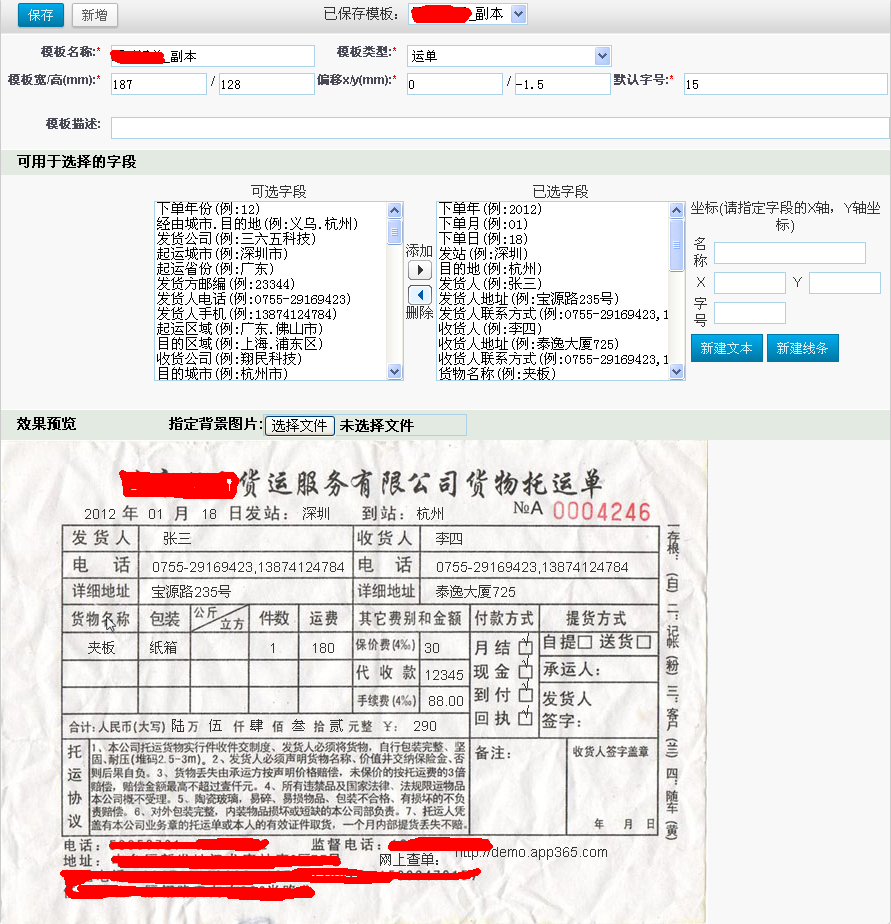 保存 新增 已保存模板: _副本
模板名称:* _副本 模板类型:* 运单
模板宽/高(mm):* 187 / 128 偏移x/y(mm):* 0 / -1.5 默认字号:* 15
模板描述:
可用于选择的字段
可选字段
下单年份(例:12)
经由城市.目的地(例:义乌.杭州)
发货公司(例:三六五科技)
起运城市(例:深圳市)
起运省份(例:广东)
发货方邮编(例:23344)
发货人电话(例:0755-29169423)
发货人手机(例:13874124784)
起运区域(例:广东.佛山市)
目的区域(例:上海.浦东区)
收货公司(例:翔民科技)
目的城市(例:杭州市)
添加
删除
已选字段
下单年(例:2012)
下单月(例:01)
下单日(例:18)
发站(例:深圳)
目的地(例:杭州)
发货人(例:张三)
发货人地址(例:宝源路235号)
发货人联系方式(例:0755-29169423,1
收货人(例:李四)
收货人地址(例:泰逸大厦725)
收货人联系方式(例:0755-29169423,1
货物名称(例:夹板)
坐标(请指定字段的X轴，Y轴坐
标)
名称
X Y
字号
新建文本 新建线条
效果预览 指定背景图片: 选择文件 未选择文件
货运服务有限公司货物托运单
2012 年 01 月 18 日 发站: 深圳 到站: 杭州 №A 0004246
发货人 张三 收货人 李四
电话 0755-29169423,13874124784 电话 0755-29169423,13874124784
详细地址 宝源路235号 详细地址 泰逸大厦725
货物名称 包装 公斤 立方 件数 运费 其它费别和金额 付款方式 提货方式
夹板 纸箱 1 180 保价费(4‰) 30 月结☐ 自提☐ 送货☐
代收款 12345 现金☐ 承运人:
手续费(4‰) 88.00 到付☐ 发货人
合计:人民币(大写) 陆 万 伍 仟 肆 佰 叁 拾 贰 元整 ¥: 290 回执☐ 签字:
托运协议
1、本公司托运货物实行件收件交制度、发货人必须将货物，自行包装完整、坚
固、耐压(堆码2.5-3m)。2、发货人必须声明货物名称、价值并交纳保险金、否
则后果自负。3、货物丢失由承运方按声明价格赔偿，未保价的按托运费的3倍
赔偿，赔偿金额最高不超过壹仟元。4、所有违禁品及国家法律、法规限运物品
本公司概不受理。5、陶瓷玻璃，易碎、易损物品、包装不合格、有损坏的不负
责赔偿。6、对外包装完整，内装物品损坏或短缺的本公司部负责。7、托运人凭
盖有本公司业务章的托运单或本人的有效证件取货，一个月内部提货丢失不赔。
备注: 收货人签字盖章
年 月 日
一存根:(白) 二:记帐(粉) 三:客户(兰) 四:随车(黄)
电话: 监督电话:
地址: 网上查单: http://demo.app365.com